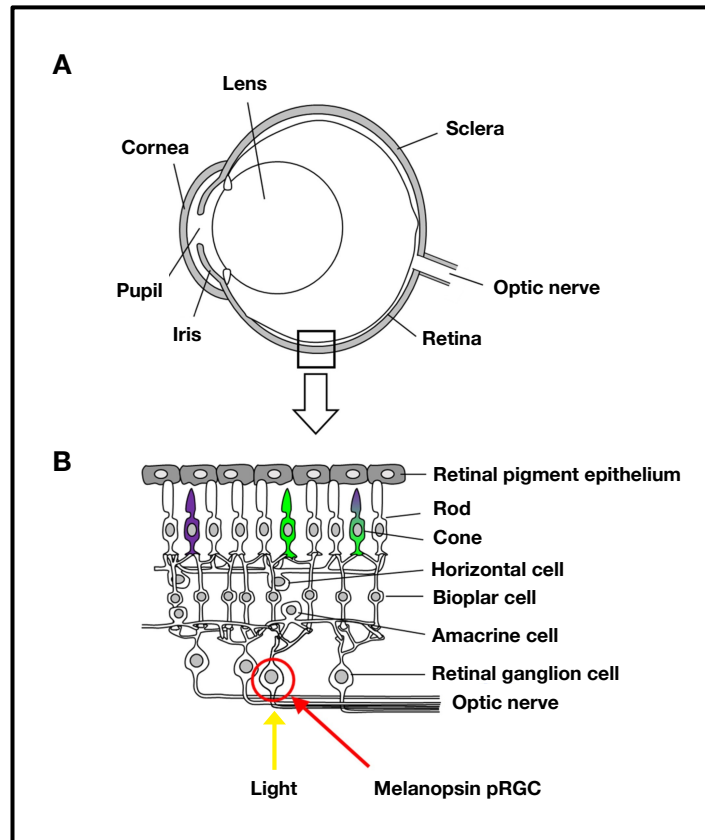 A
Lens
Sclera
Cornea
Optic nerve
Pupil
Iris
Retina
B
Retinal pigment epithelium
Rod
Cone
Horizontal cell
Bioplar cell
Amacrine cell
Retinal ganglion cell
Optic nerve
Light
Melanopsin pRGC